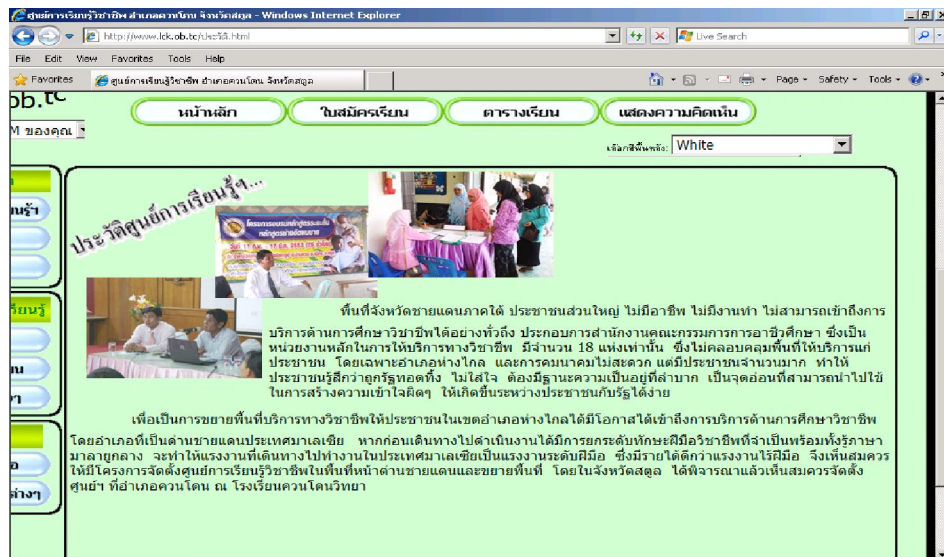 ศูนย์การเรียนรู้วิชาชีพ อำเภอควนโดน จังหวัดสตูล - Windows Internet Explorer
http://www.lck.ob.tc/ประวัติ.html
Live Search
File Edit View Favorites Tools Help
Favorites ศูนย์การเรียนรู้วิชาชีพ อำเภอควนโดน จังหวัดสตูล
Page Safety Tools
ob.tc
หน้าหลัก ใบสมัครเรียน ตารางเรียน แสดงความคิดเห็น
M ของคุณ
เลือกสีพื้นหลัง: White
ประวัติศูนย์การเรียนรู้ฯ...
นรู้ฯ
เรียนรู้
ต่างๆ
พื้นที่จังหวัดชายแดนภาคใต้ ประชาชนส่วนใหญ่ ไม่มีอาชีพ ไม่มีงานทำ ไม่สามารถเข้าถึงการ
บริการด้านการศึกษาวิชาชีพได้อย่างทั่วถึง ประกอบการสำนักงานคณะกรรมการการอาชีวศึกษา ซึ่งเป็น
หน่วยงานหลักในการให้บริการทางวิชาชีพ มีจำนวน 18 แห่งเท่านั้น ซึ่งไม่คลอบคลุมพื้นที่ให้บริการแก่
ประชาชน โดยเฉพาะอำเภอห่างไกล และการคมนาคมไม่สะดวก แต่มีประชาชนจำนวนมาก ทำให้
ประชาชนรู้สึกว่าถูกรัฐทอดทิ้ง ไม่ใส่ใจ ต้องมีฐานะความเป็นอยู่ที่ลำบาก เป็นจุดอ่อนที่สามารถนำไปใช้
ในการสร้างความเข้าใจผิดๆ ให้เกิดขึ้นระหว่างประชาชนกับรัฐได้ง่าย
เพื่อเป็นการขยายพื้นที่บริการทางวิชาชีพให้ประชาชนในเขตอำเภอห่างไกลได้มีโอกาสได้เข้าถึงการบริการด้านการศึกษาวิชาชีพ
โดยอำเภอที่เป็นด่านชายแดนประเทศมาเลเซีย หากก่อนเดินทางไปดำเนินงานได้มีการยกระดับทักษะฝีมือวิชาชีพที่จำเป็นพร้อมทั้งรู้ภาษา
มาลายูกลาง จะทำให้แรงงานที่เดินทางไปทำงานในประเทศมาเลเซียเป็นแรงงานระดับฝีมือ ซึ่งมีรายได้ดีกว่าแรงงานไร้ฝีมือ จึงเห็นสมควร
ให้มีโครงการจัดตั้งศูนย์การเรียนรู้วิชาชีพในพื้นที่หน้าด่านชายแดนและขยายพื้นที่ โดยในจังหวัดสตูล ได้พิจารณาแล้วเห็นสมควรจัดตั้ง
ศูนย์ฯ ที่อำเภอควนโดน ณ โรงเรียนควนโดนวิทยา